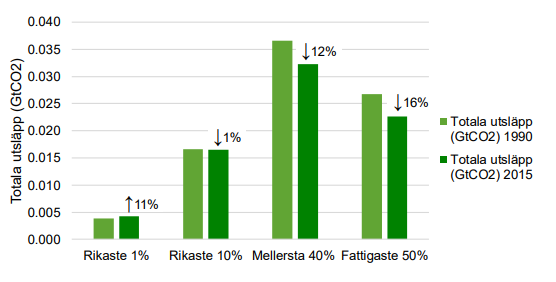 0.040
0.035
0.030
0.025
0.020
0.015
0.010
0.005
0.000
Totala utsläpp (GtCO2)
↑11%
↓1%
↓12%
↓16%
Rikaste 1%
Rikaste 10%
Mellersta 40%
Fattigaste 50%
Totala utsläpp
(GtCO2) 1990
Totala utsläpp
(GtCO2) 2015